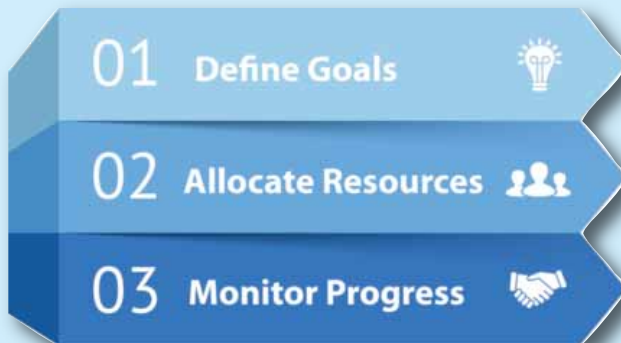 01 Define Goals
02 Allocate Resources
03 Monitor Progress